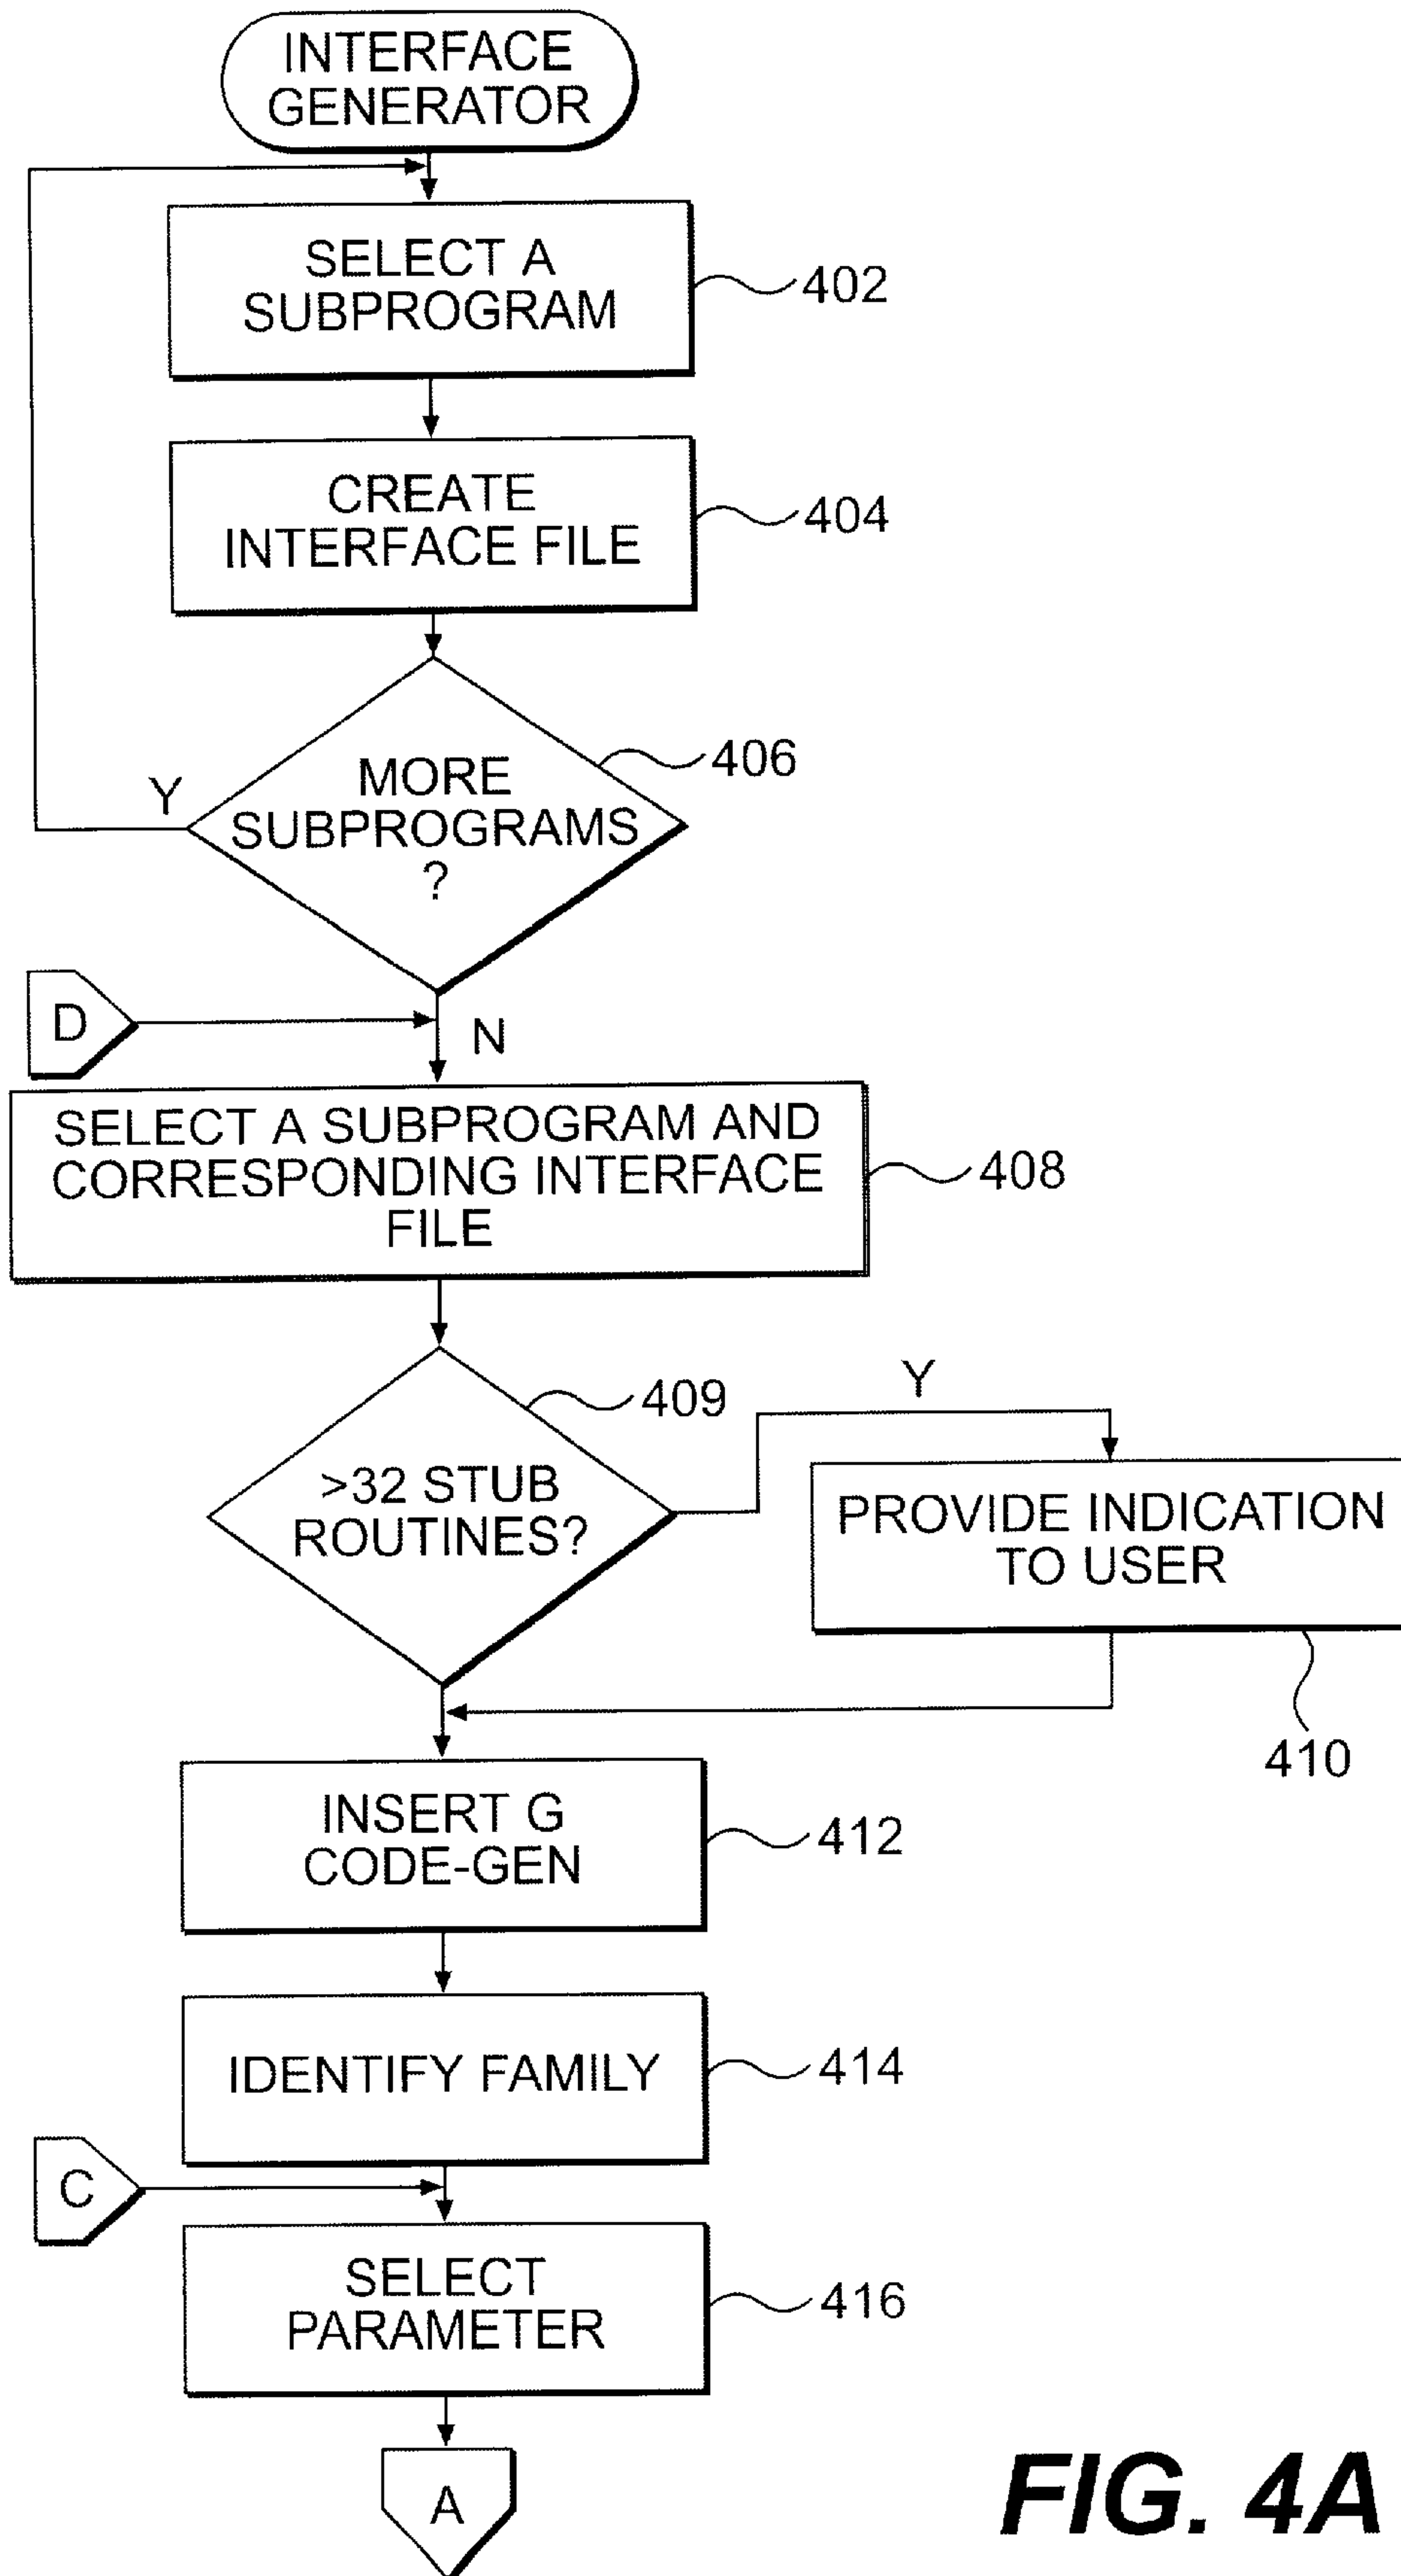 INTERFACE
GENERATOR
SELECT A
SUBPROGRAM
402
CREATE
INTERFACE FILE
404
MORE
SUBPROGRAMS
?
406
Y
D
N
SELECT A SUBPROGRAM AND
CORRESPONDING INTERFACE
FILE
408
>32 STUB
ROUTINES?
409
Y
PROVIDE INDICATION
TO USER
410
INSERT G
CODE-GEN
412
IDENTIFY FAMILY
414
C
SELECT
PARAMETER
416
A
FIG. 4A